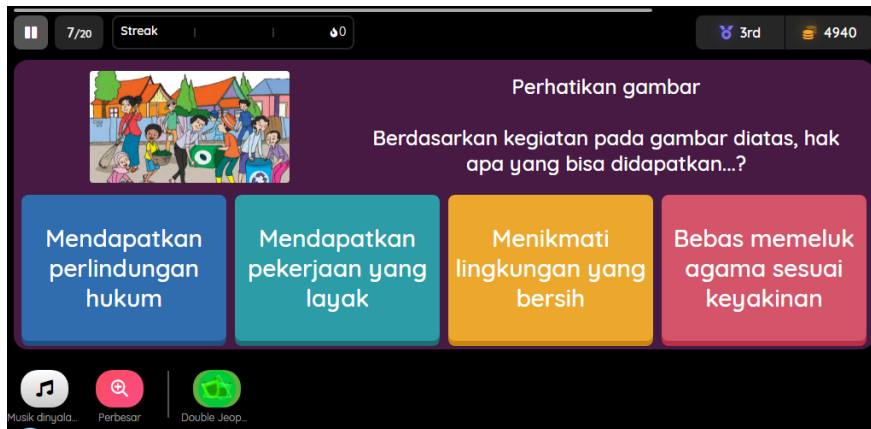 7/20
Streak
0
3rd
4940
Perhatikan gambar
Berdasarkan kegiatan pada gambar diatas, hak
apa yang bisa didapatkan...?
Mendapatkan
perlindungan
hukum
Mendapatkan
pekerjaan yang
layak
Menikmati
lingkungan yang
bersih
Bebas memeluk
agama sesuai
keyakinan
Musik dinyala...
Perbesar
Double Jeop...